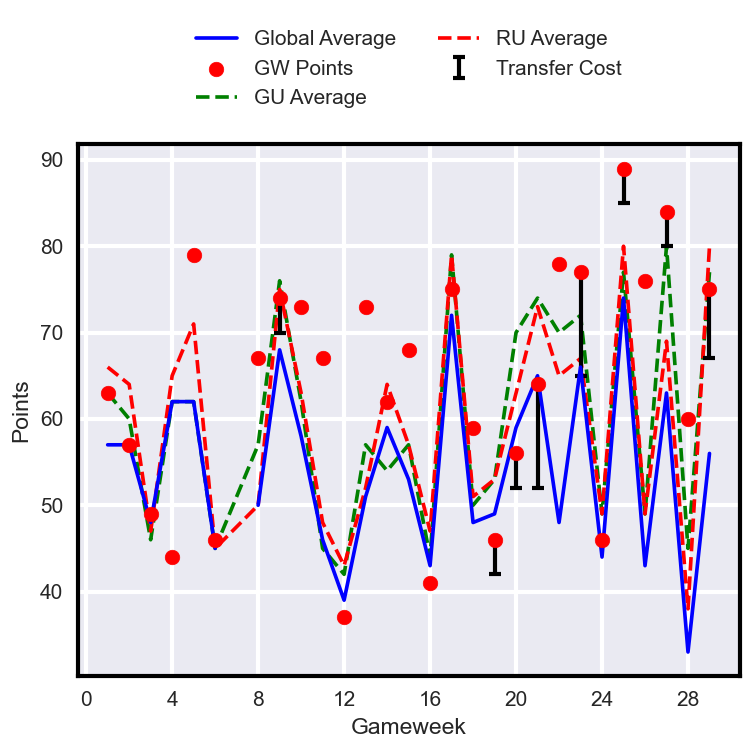 Global Average
GW Points
GU Average
RU Average
Transfer Cost
90
80
70
60
50
40
Points
0 4 8 12 16 20 24 28
Gameweek